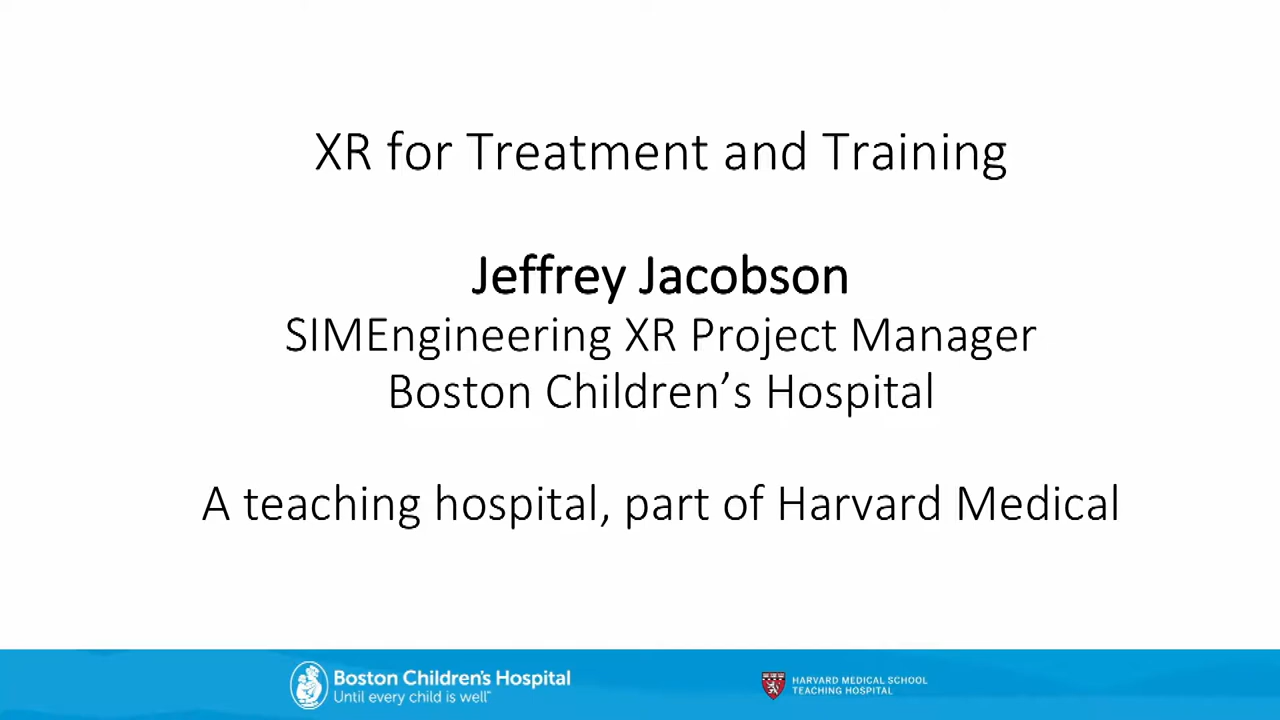 XR for Treatment and Training
Jeffrey Jacobson
SIMEngineering XR Project Manager
Boston Children’s Hospital
A teaching hospital, part of Harvard Medical
Boston Children's Hospital
Until every child is well™
HARVARD MEDICAL SCHOOL
TEACHING HOSPITAL